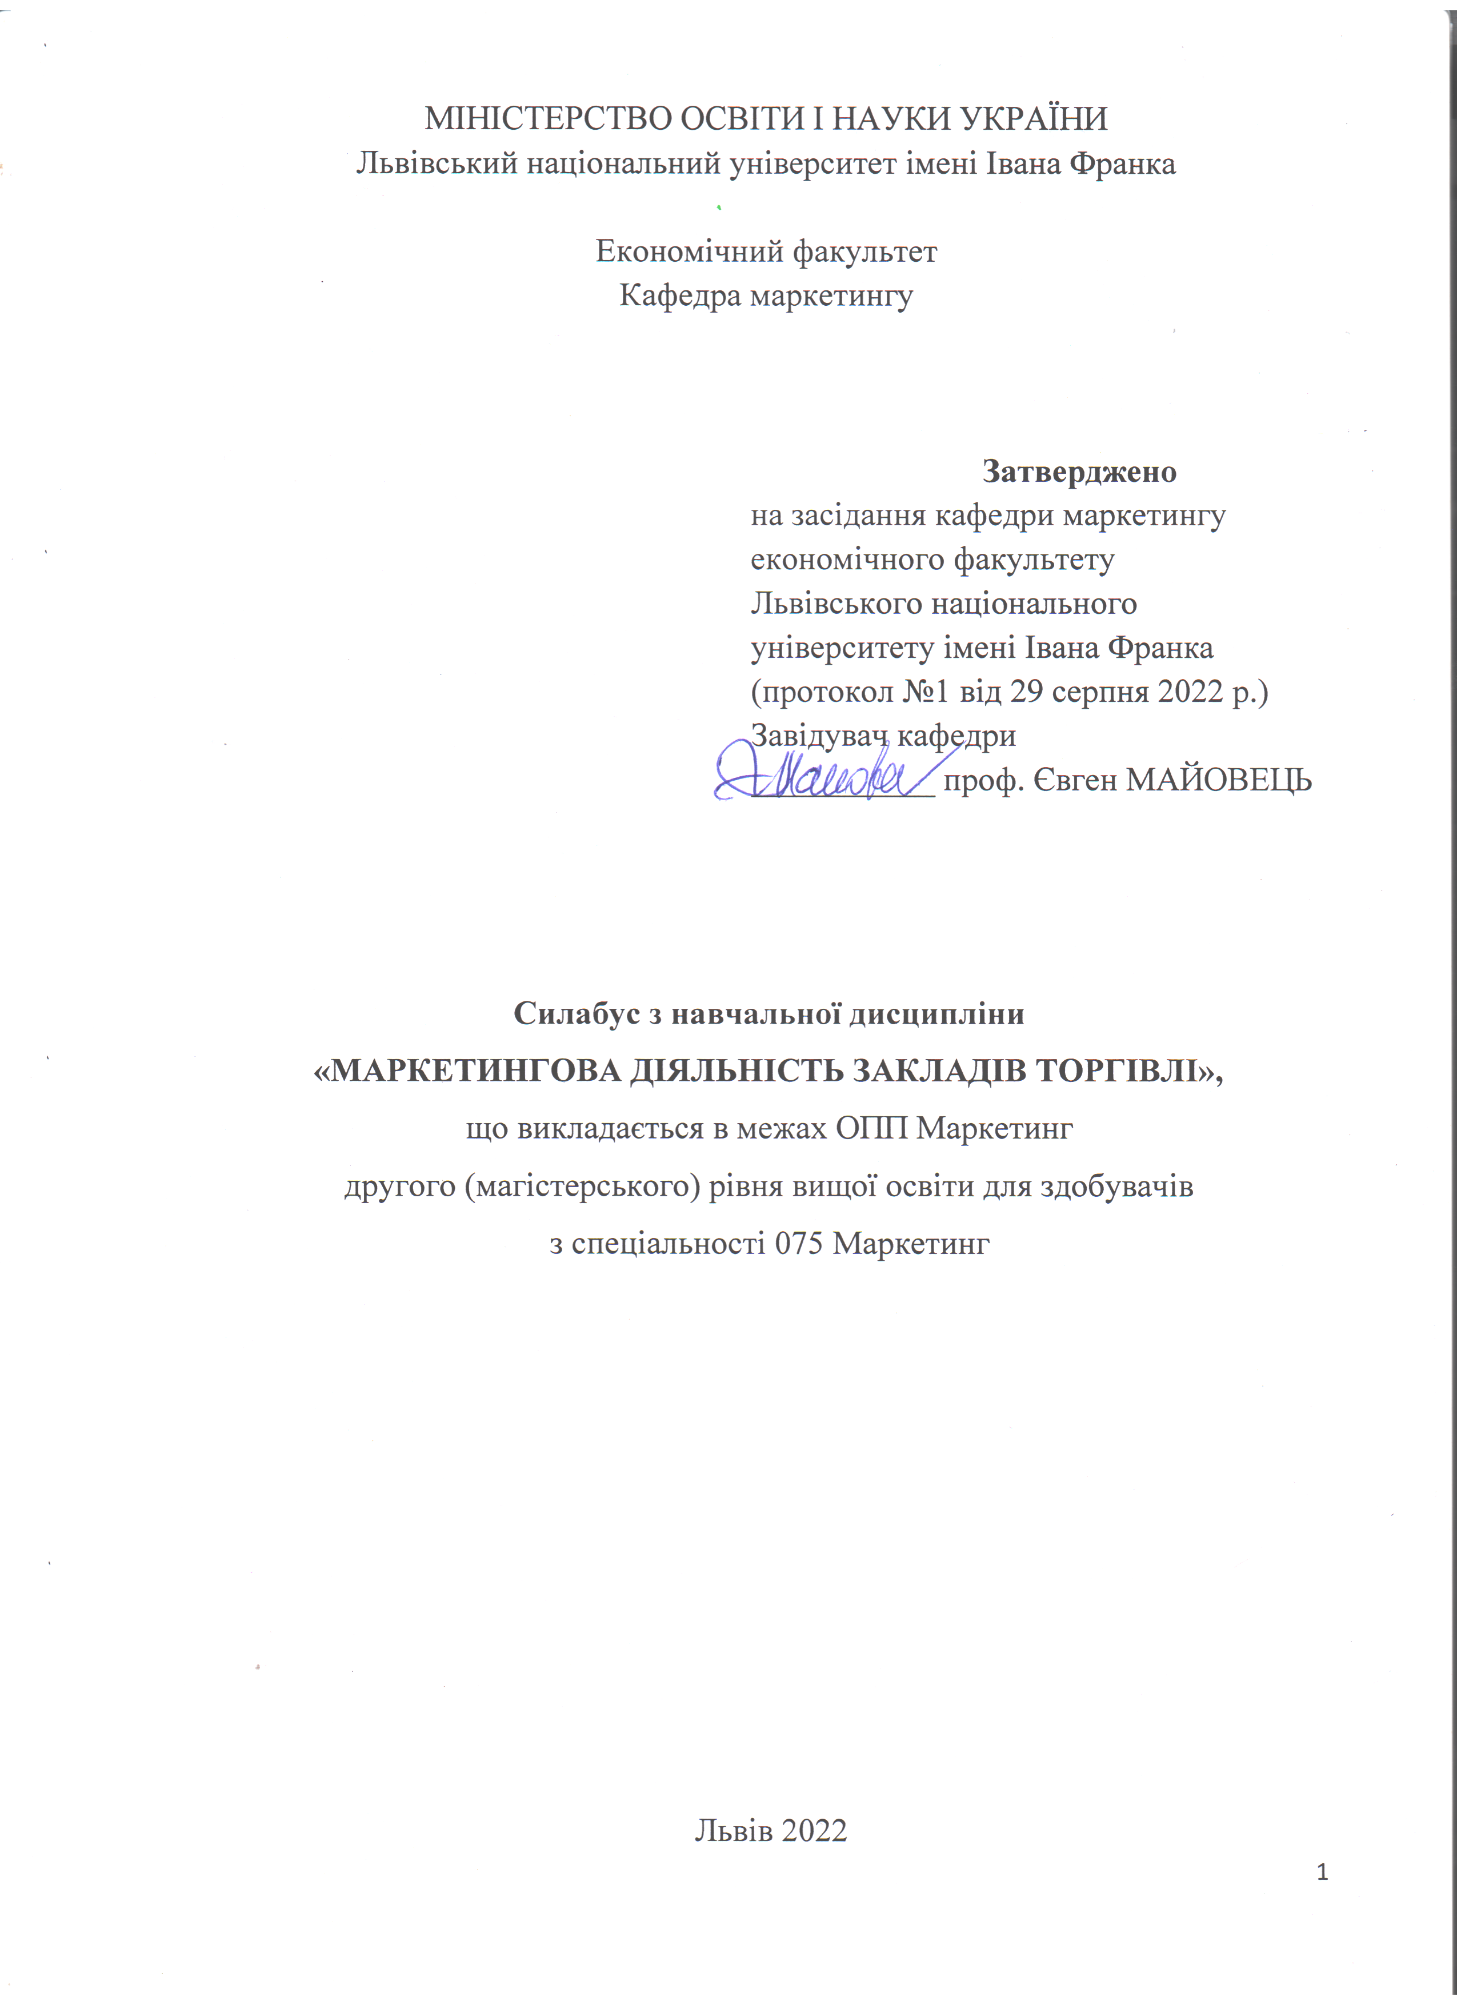 МІНІСТЕРСТВО ОСВІТИ І НАУКИ УКРАЇНИ
Львівський національний університет імені Івана Франка
Економічний факультет
Кафедра маркетингу
Затверджено
на засідання кафедри маркетингу
економічного факультету
Львівського національного
університету імені Івана Франка
(протокол №1 від 29 серпня 2022 р.)
Завідувач кафедри
проф. Євген МАЙОВЕЦЬ
Силабус з навчальної дисципліни
«МАРКЕТИНГОВА ДІЯЛЬНІСТЬ ЗАКЛАДІВ ТОРГІВЛІ»,
що викладається в межах ОПП Маркетинг
другого (магістерського) рівня вищої освіти для здобувачів
з спеціальності 075 Маркетинг
Львів 2022
1